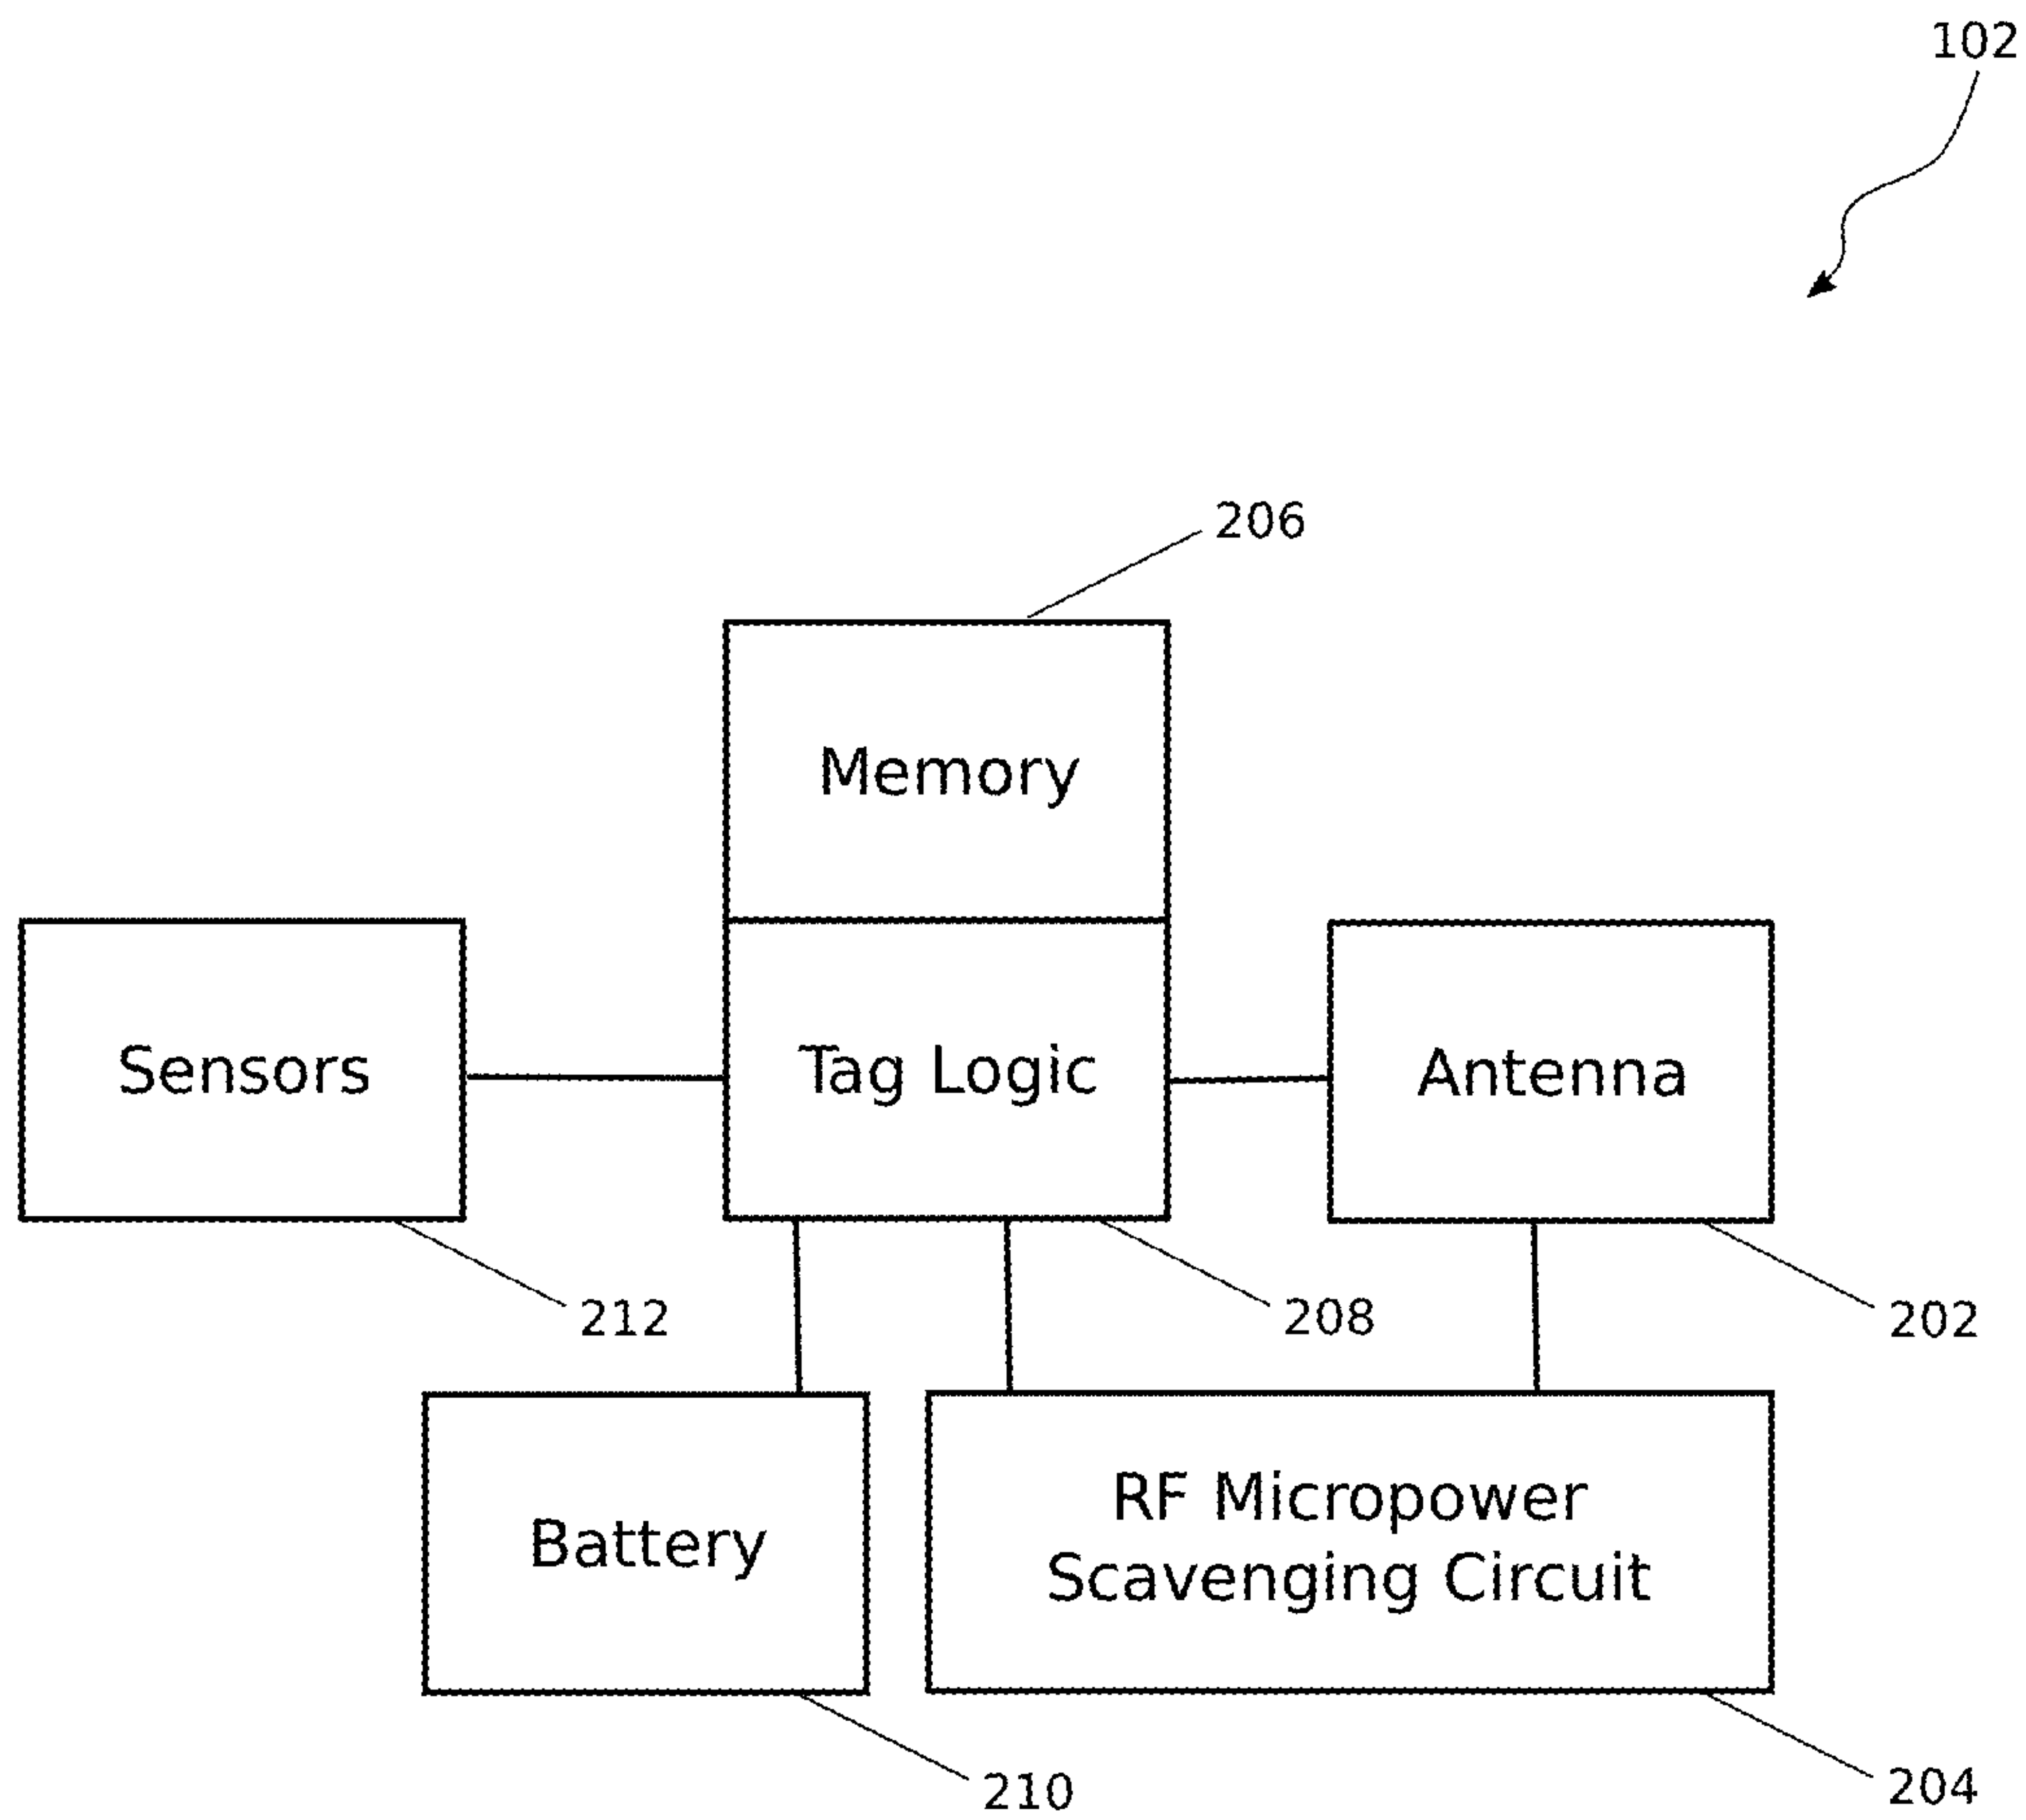 102
206
Memory
Sensors
Tag Logic
Antenna
212
208
202
Battery
RF Micropower
Scavenging Circuit
210
204